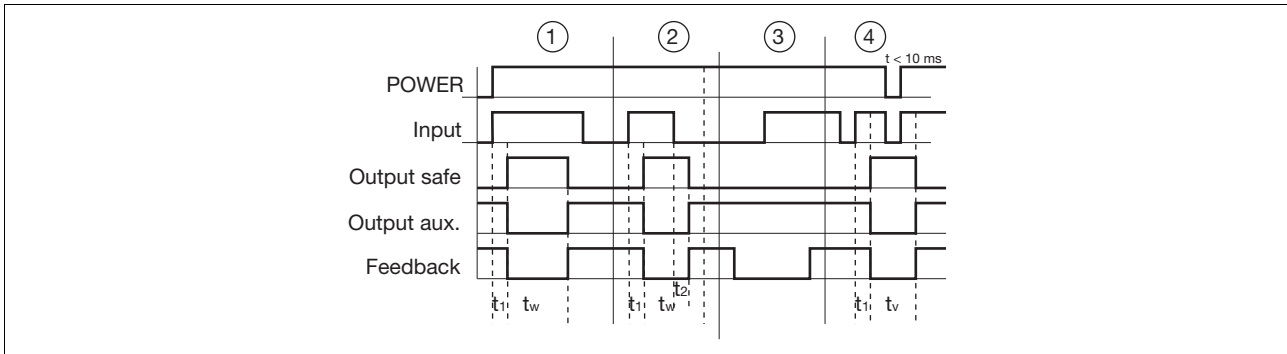 1 2 3 4
t < 10 ms
POWER
Input
Output safe
Output aux.
Feedback
t1 tw t1 tw t2 t1 tv